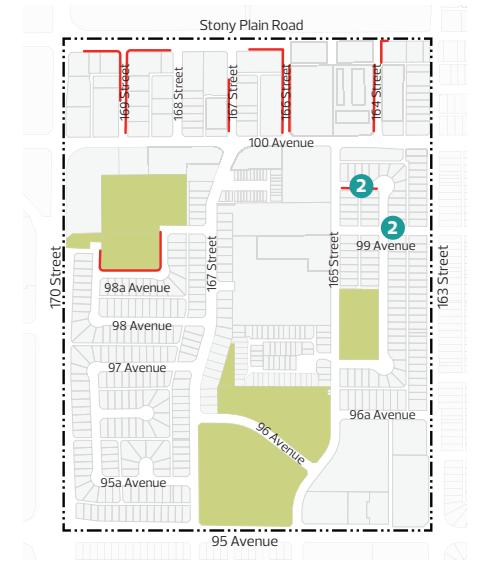 Stony Plain Road
169 Street
168 Street
167 Street
166 Street
164 Street
100 Avenue
2
2
99 Avenue
170 Street
167 Street
165 Street
163 Street
98a Avenue
98 Avenue
97 Avenue
96a Avenue
96 Avenue
95a Avenue
95 Avenue